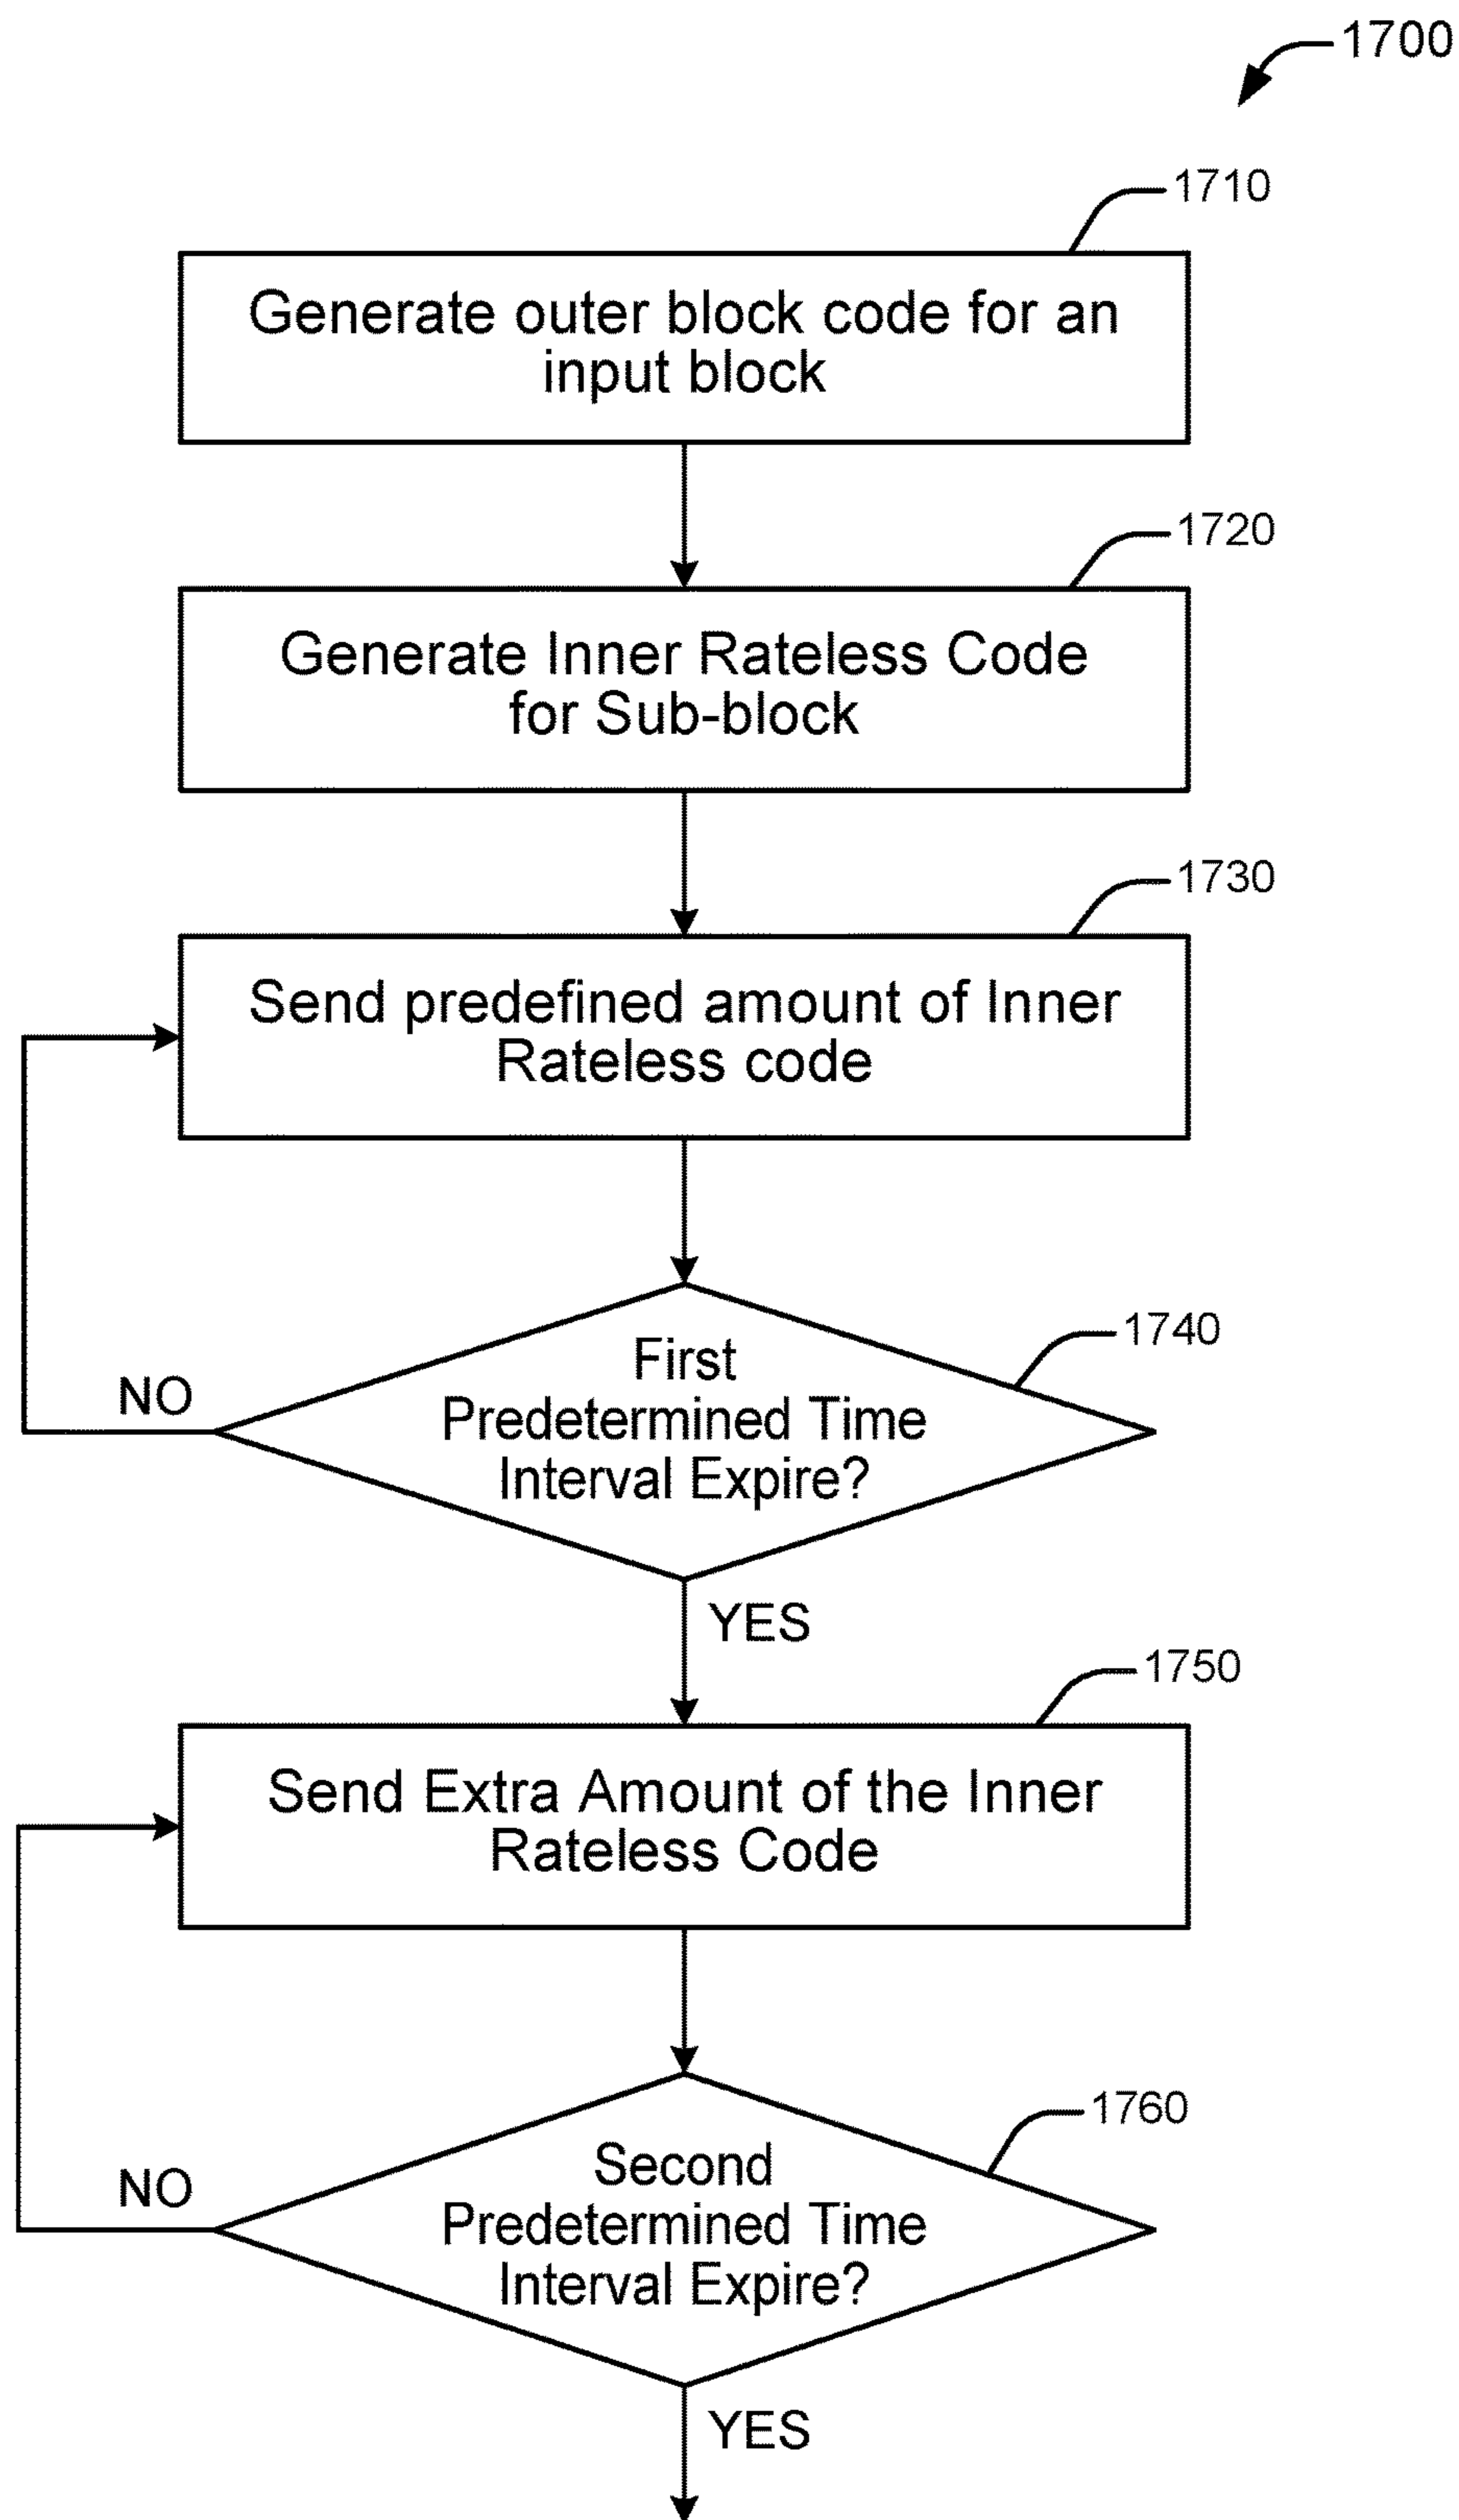 1700
1710
Generate outer block code for an
input block
1720
Generate Inner Rateless Code
for Sub-block
1730
Send predefined amount of Inner
Rateless code
1740
First
Predetermined Time
Interval Expire?
NO
YES
1750
Send Extra Amount of the Inner
Rateless Code
1760
Second
Predetermined Time
Interval Expire?
NO
YES